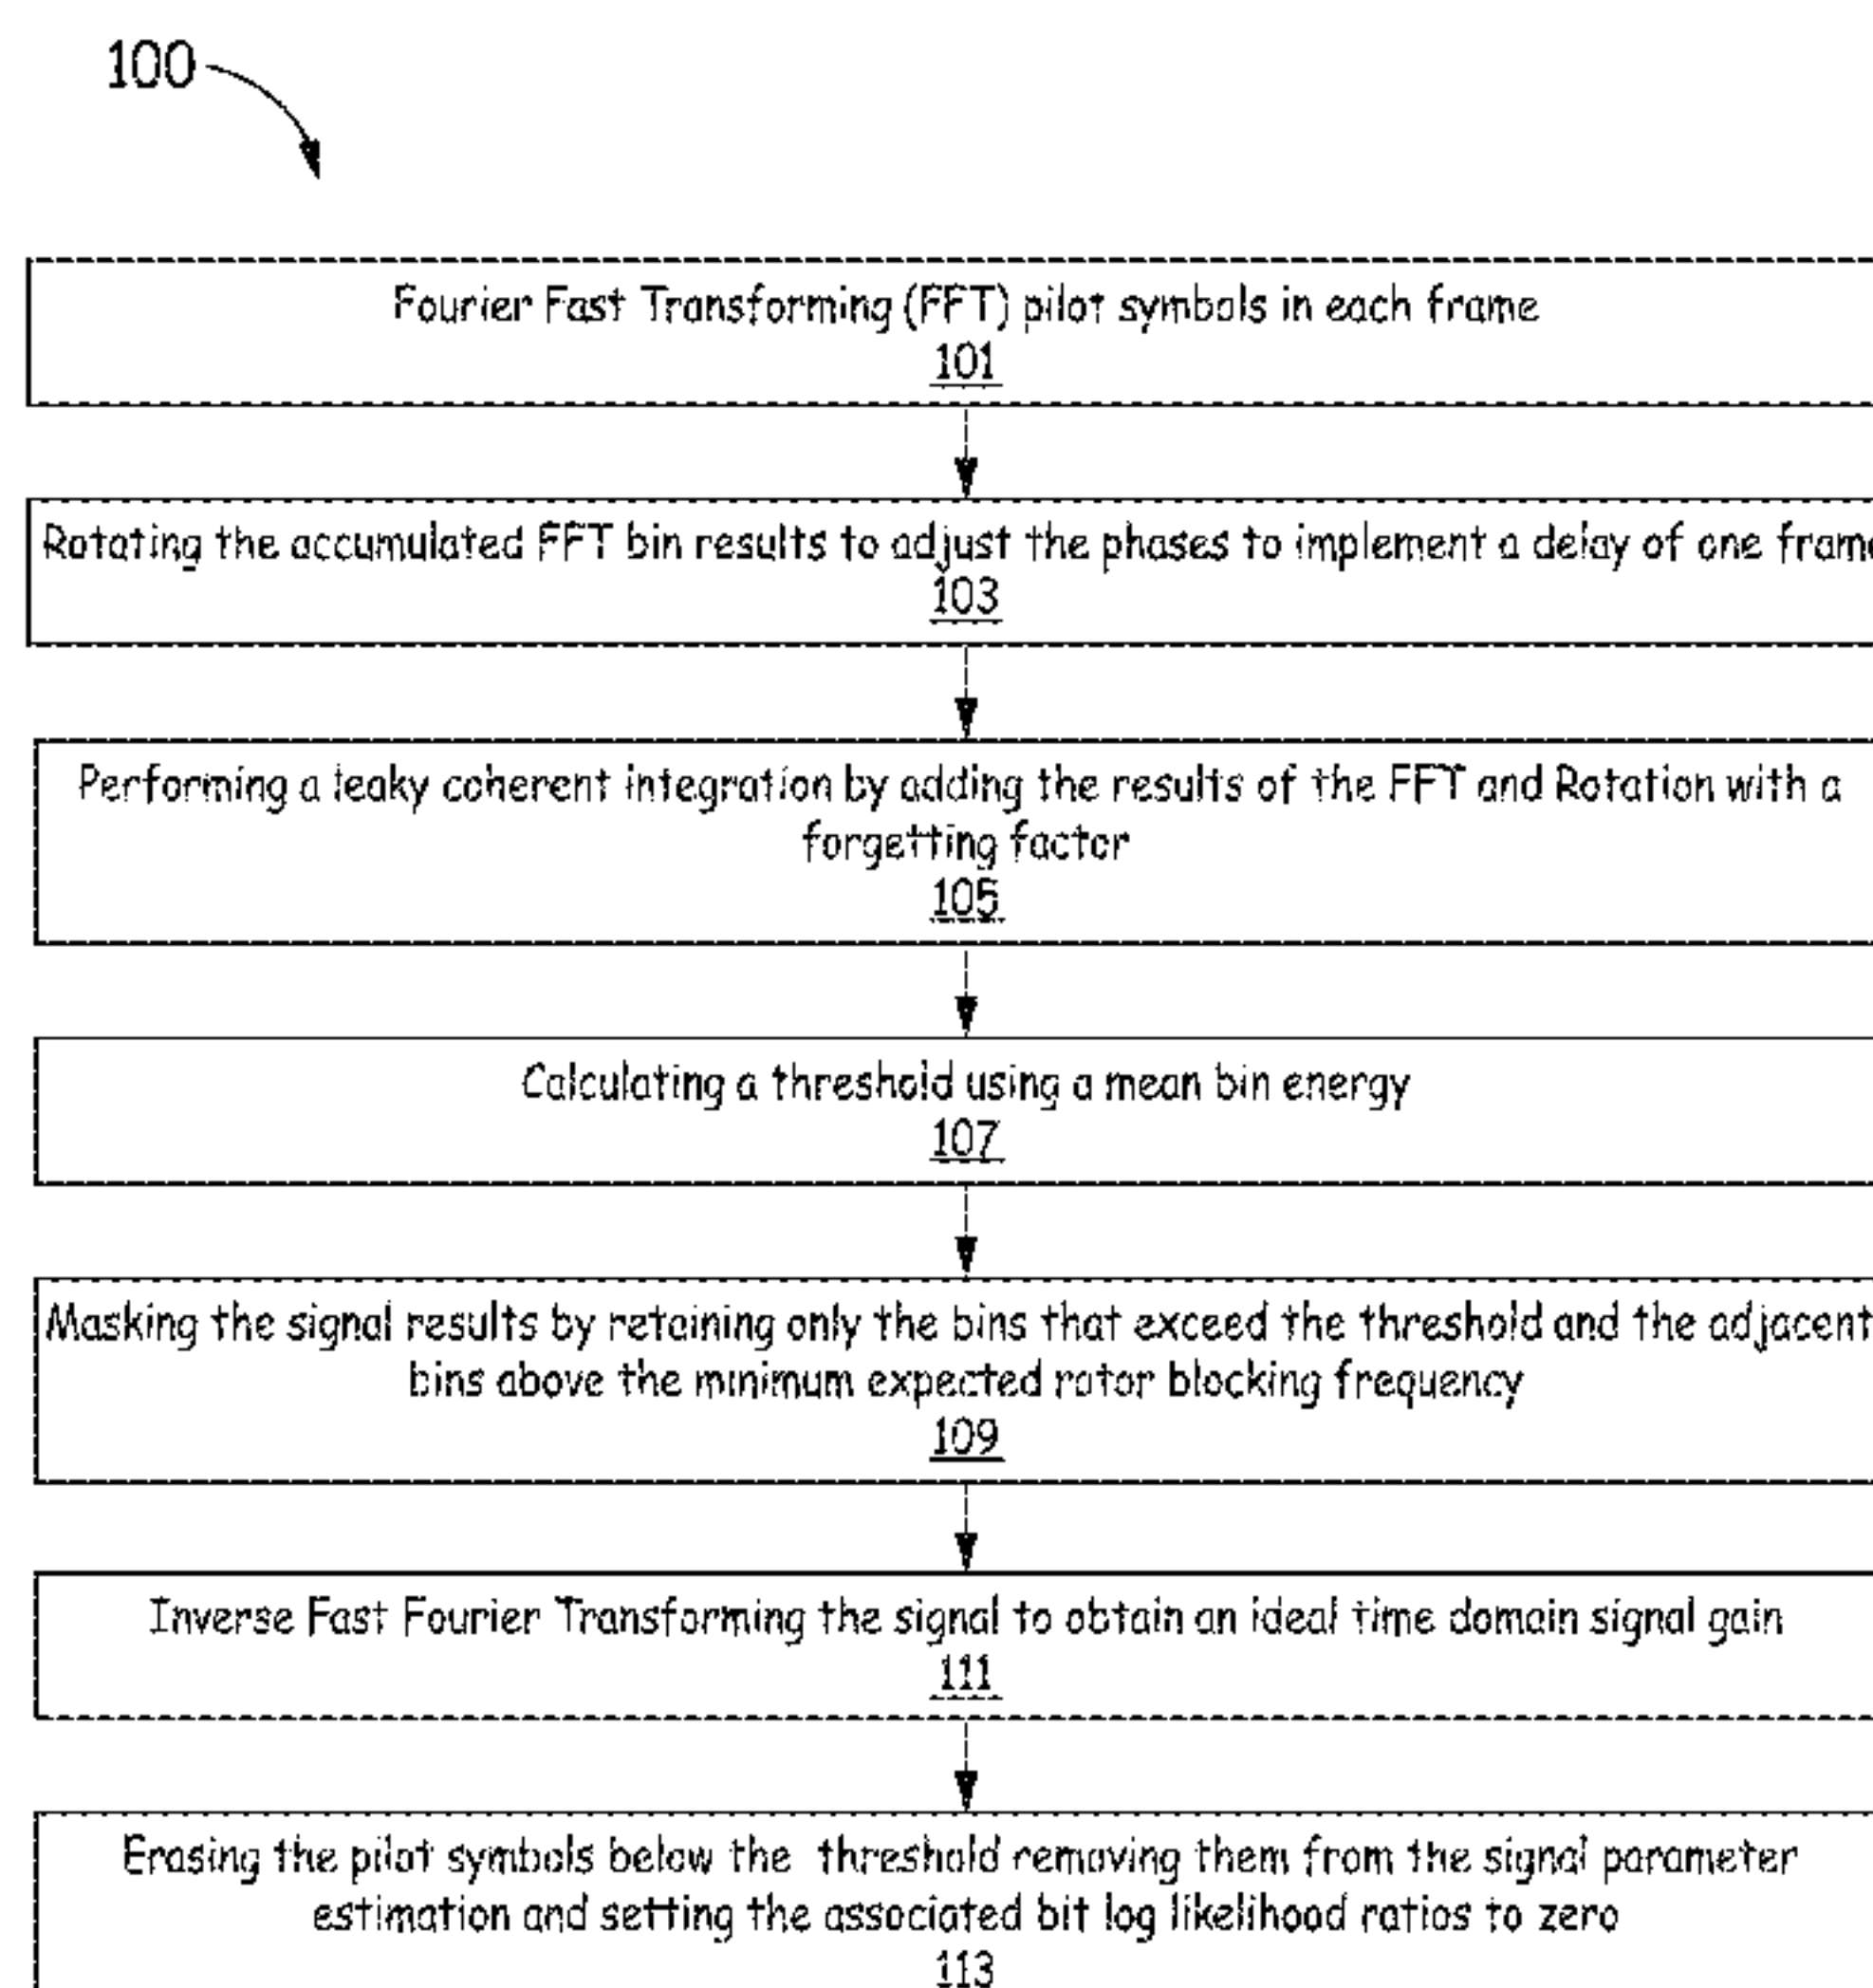 100
Fourier Fast Transforming (FFT) pilot symbols in each frame
101
Rotating the accumulated FFT bin results to adjust the phases to implement a delay of one frame
103
Performing a leaky coherent integration by adding the results of the FFT and Rotation with a
forgetting factor
105
Calculating a threshold using a mean bin energy
107
Masking the signal results by retaining only the bins that exceed the threshold and the adjacent
bins above the minimum expected rotor blocking frequency
109
Inverse Fast Fourier Transforming the signal to obtain an ideal time domain signal gain
111
Erasing the pilot symbols below the threshold removing them from the signal parameter
estimation and setting the associated bit log likelihood ratios to zero
113